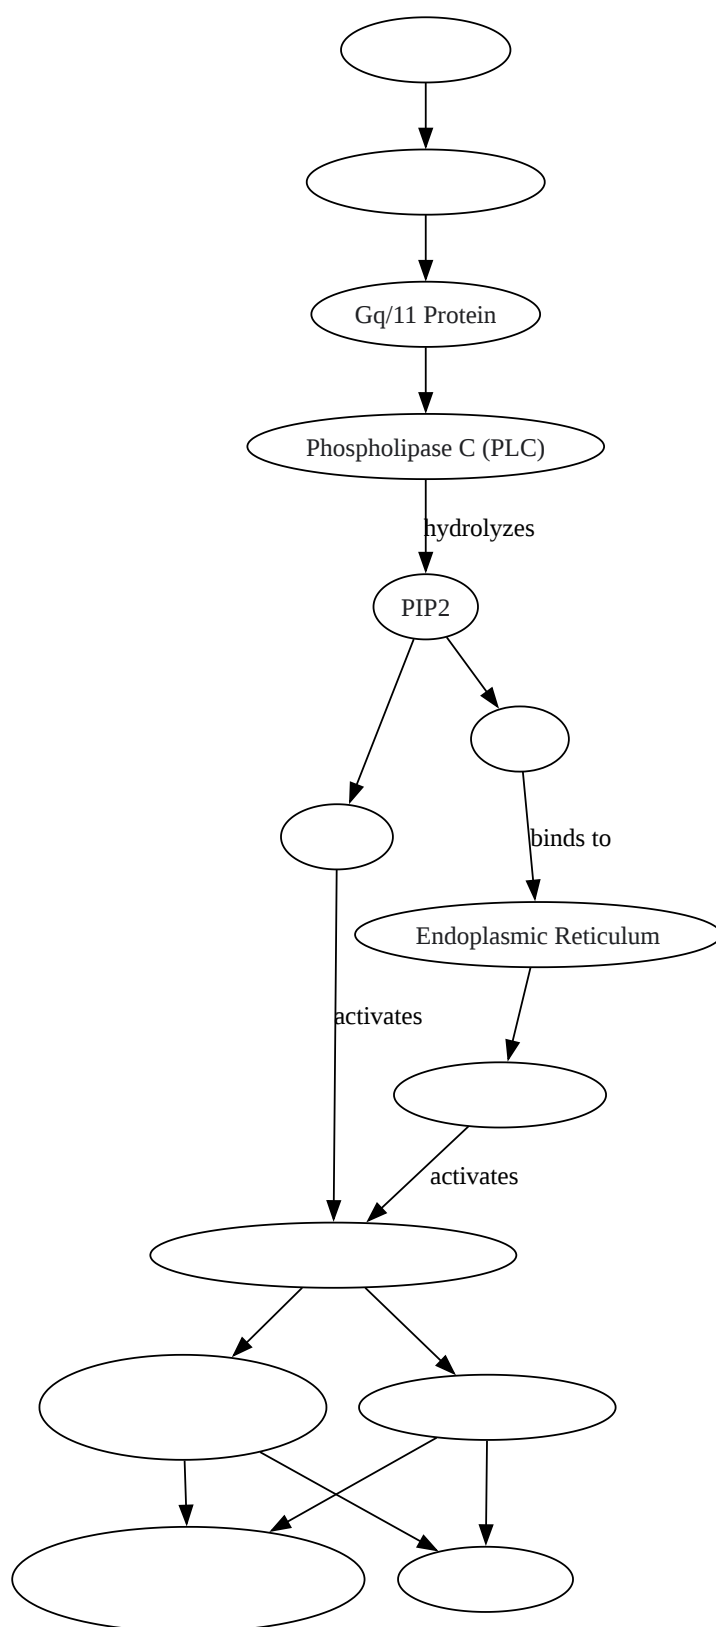 Gq/11 Protein
Phospholipase C (PLC)
hydrolyzes
PIP2
binds to
Endoplasmic Reticulum
activates
activates